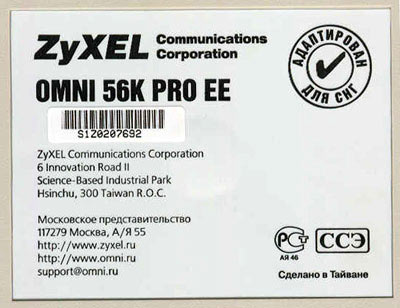 ZyXEL Communications Corporation
АДАПТИРОВАН ДЛЯ СНГ
OMNI 56K PRO EE
S1Z0207692
ZyXEL Communications Corporation
6 Innovation Road II
Science-Based Industrial Park
Hsinchu, 300 Taiwan R.O.C.
Московское представительство
117279 Москва, А/Я 55
http://www.zyxel.ru
http://www.omni.ru
support@omni.ru
РСТ
АЯ 46
ССЭ
Сделано в Тайване